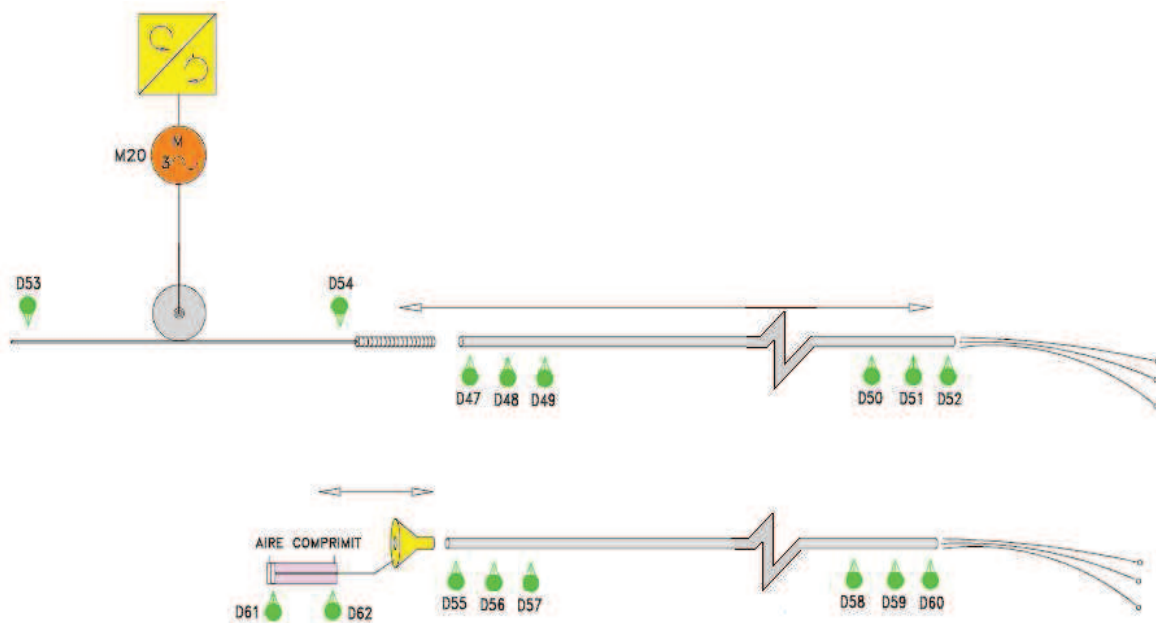 M
M20
3
D53
D54
D47 D48 D49
D50 D51 D52
AIRE COMPRIMIT
D61 D62
D55 D56 D57
D58 D59 D60